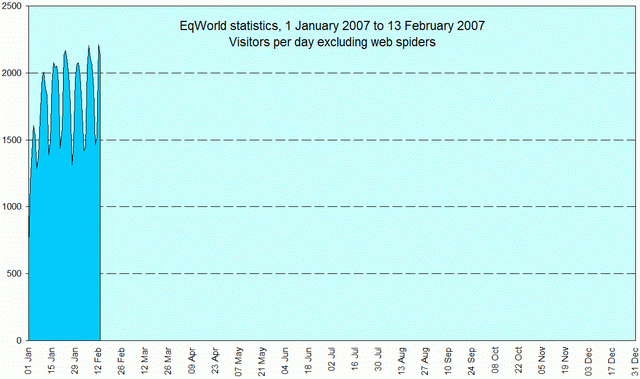 EqWorld statistics, 1 January 2007 to 13 February 2007
Visitors per day excluding web spiders
2500
2000
1500
1000
500
0
01 Jan
15 Jan
29 Jan
12 Feb
26 Feb
12 Mar
26 Mar
09 Apr
23 Apr
07 May
21 May
04 Jun
18 Jun
02 Jul
16 Jul
30 Jul
13 Aug
27 Aug
10 Sep
24 Sep
08 Oct
22 Oct
05 Nov
19 Nov
03 Dec
17 Dec
31 Dec